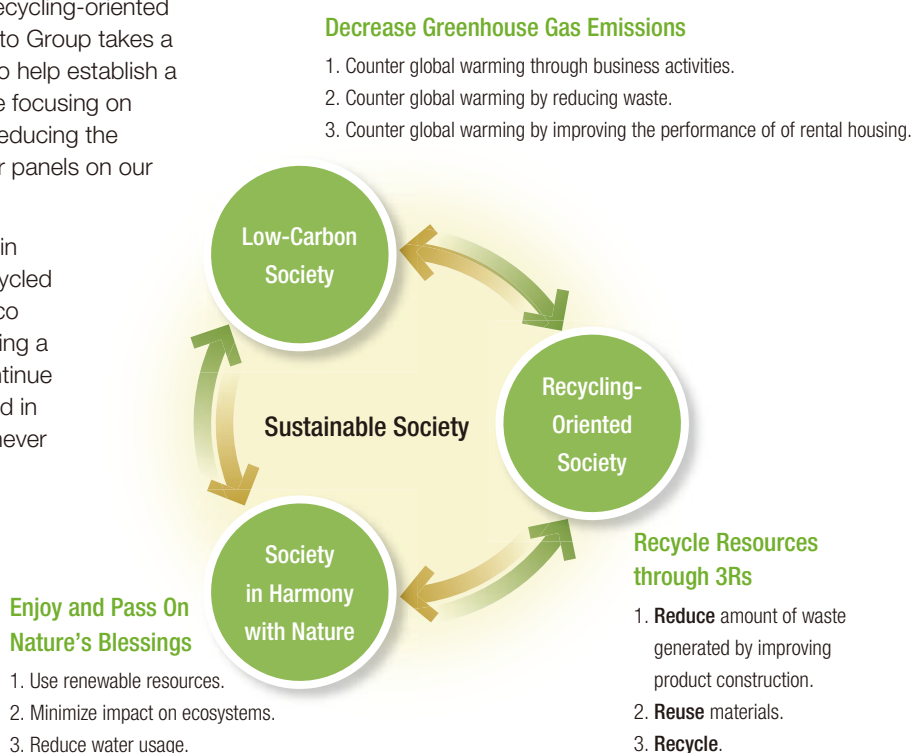 ecycling-oriented
to Group takes a
o help establish a
e focusing on
educing the
r panels on our
in
ycled
co
ing a
ntinue
d in
never
Decrease Greenhouse Gas Emissions
1. Counter global warming through business activities.
2. Counter global warming by reducing waste.
3. Counter global warming by improving the performance of of rental housing.
Low-Carbon
Society
Recycling-
Oriented
Society
Sustainable Society
Society
in Harmony
with Nature
Enjoy and Pass On
Nature's Blessings
1. Use renewable resources.
2. Minimize impact on ecosystems.
3. Reduce water usage.
Recycle Resources
through 3Rs
1. Reduce amount of waste
generated by improving
product construction.
2. Reuse materials.
3. Recycle.